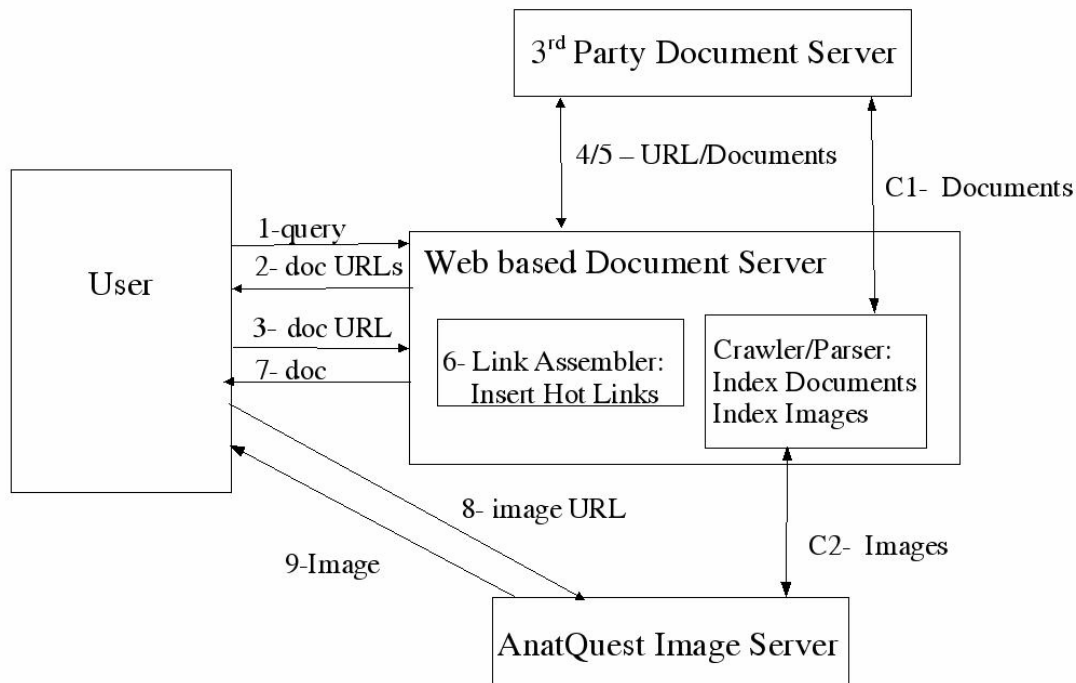 3rd Party Document Server
4/5 – URL/Documents
C1- Documents
User
1-query
2- doc URLs
3- doc URL
7- doc
Web based Document Server
6- Link Assembler:
Insert Hot Links
Crawler/Parser:
Index Documents
Index Images
8- image URL
9-Image
C2- Images
AnatQuest Image Server